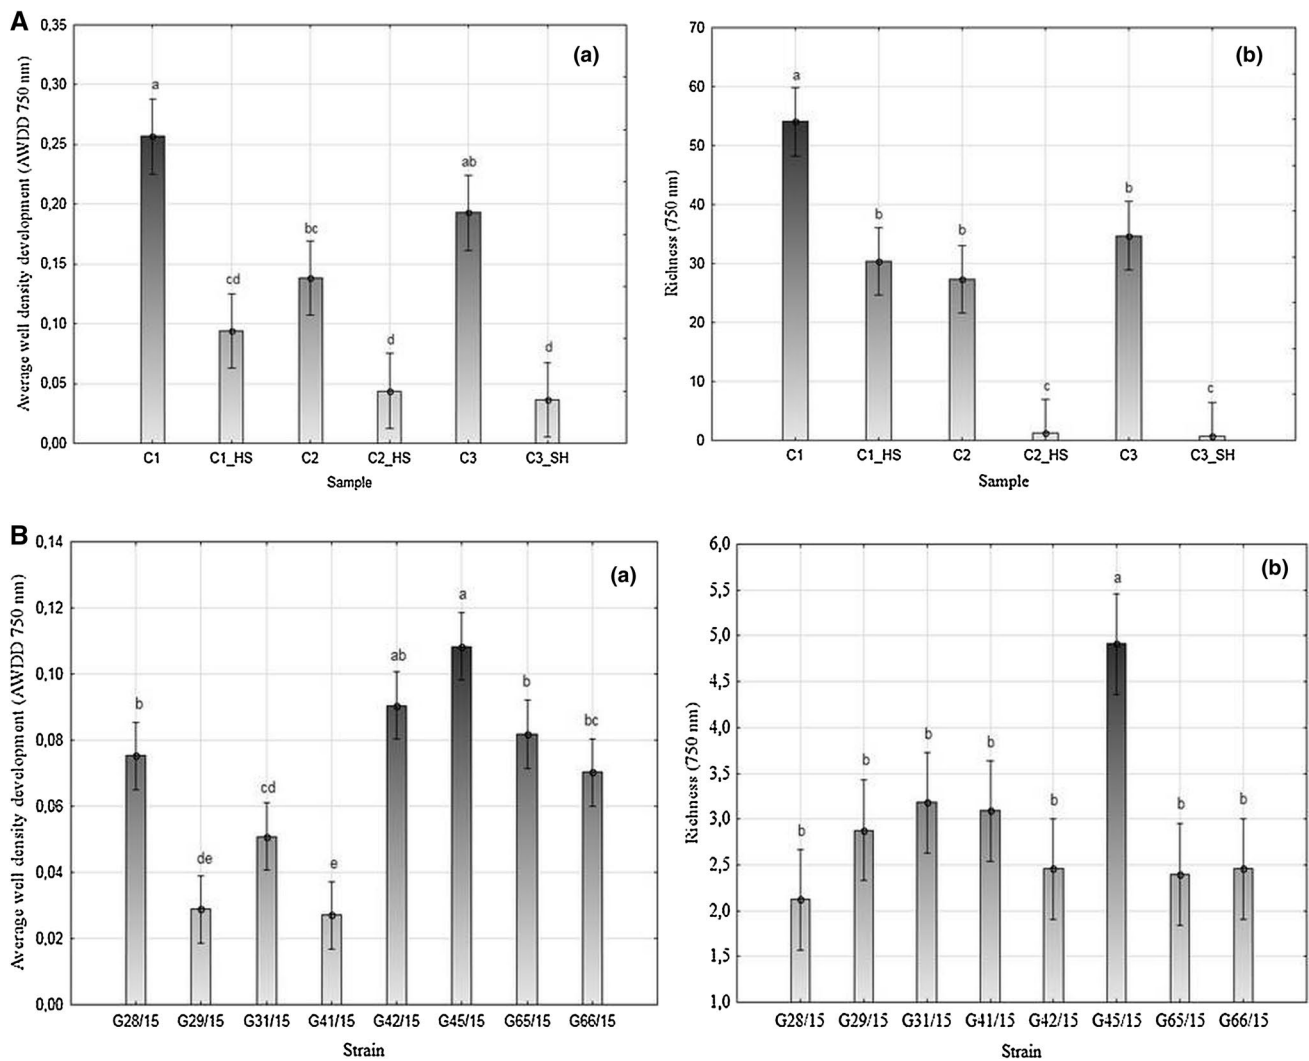 A
(a)
Average well density development (AWDD 750 nm)
0,35
0,30
0,25
0,20
0,15
0,10
0,05
0,00
a
cd
bc
d
ab
d
C1 C1_HS C2 C2_HS C3 C3_SH
Sample
(b)
Richness (750 nm)
70
60
50
40
30
20
10
0
a
b
b
c
b
c
C1 C1_HS C2 C2_HS C3 C3_SH
Sample
B
(a)
Average well density development (AWDD 750 nm)
0,14
0,12
0,10
0,08
0,06
0,04
0,02
0,00
b
de
cd
e
ab
a
b
bc
G28/15 G29/15 G31/15 G41/15 G42/15 G45/15 G65/15 G66/15
Strain
(b)
Richness (750 nm)
6,0
5,5
5,0
4,5
4,0
3,5
3,0
2,5
2,0
1,5
1,0
b
b
b
b
b
a
b
b
G28/15 G29/15 G31/15 G41/15 G42/15 G45/15 G65/15 G66/15
Strain